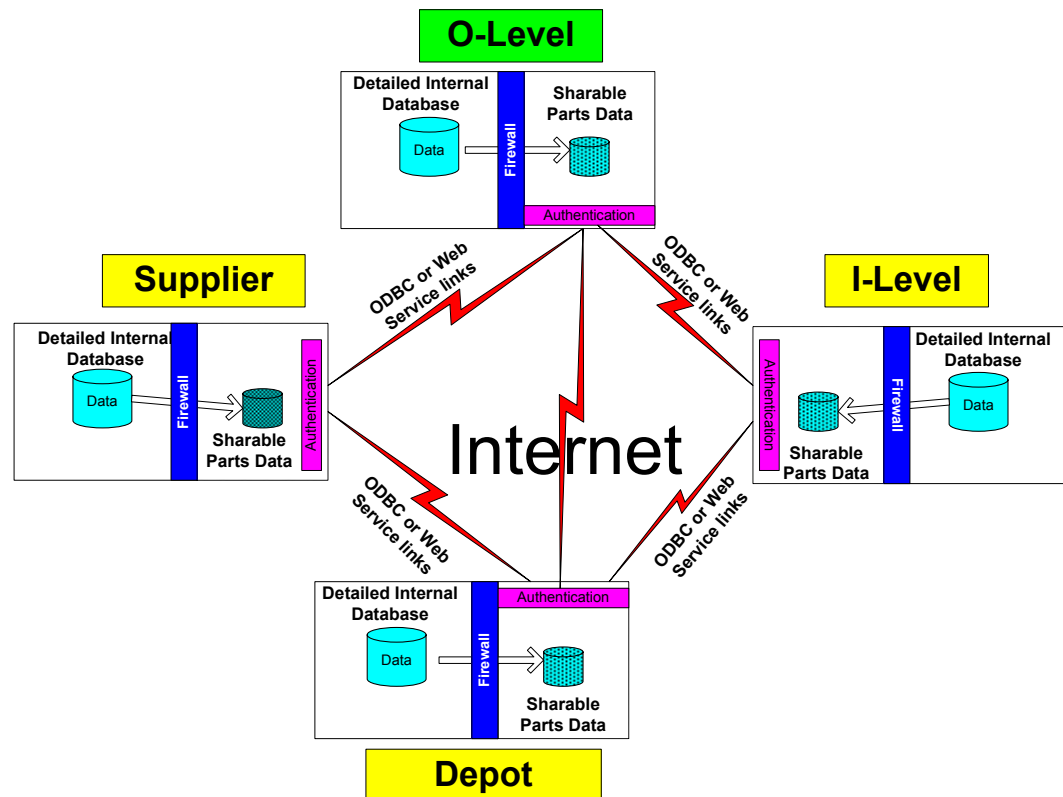 O-Level
Detailed Internal
Database
Data
Firewall
Sharable
Parts Data
Authentication
Supplier
Detailed Internal
Database
Data
Firewall
Sharable
Parts Data
Authentication
ODBC or Web
Service links
ODBC or Web
Service links
I-Level
Authentication
Sharable
Parts Data
Firewall
Detailed Internal
Database
Data
Internet
ODBC or Web
Service links
ODBC or Web
Service links
Detailed Internal
Database
Data
Firewall
Authentication
Sharable
Parts Data
Depot